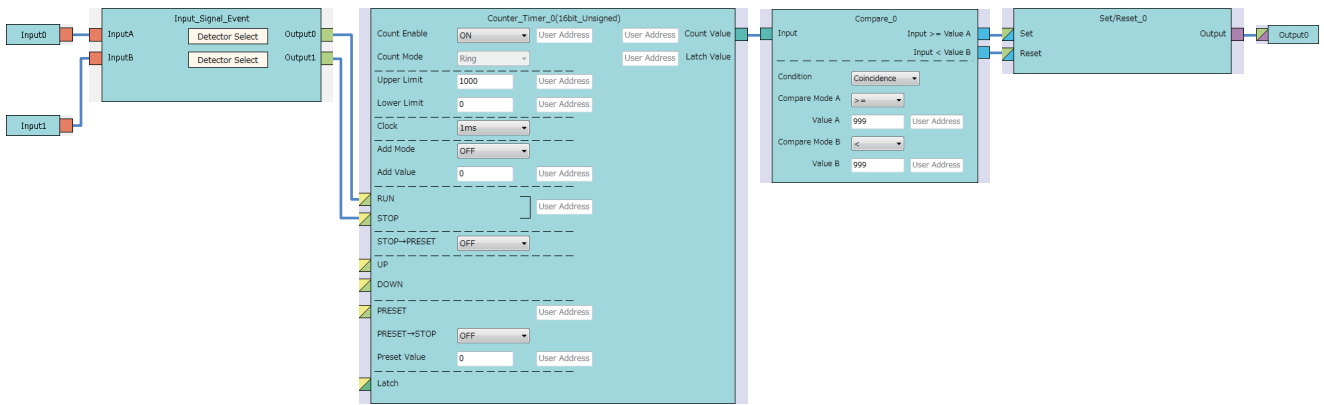 Input0
Input1
Input_Signal_Event
InputA Detector Select Output0
InputB Detector Select Output1
Counter_Timer_0(16bit_Unsigned)
Count Enable ON User Address User Address Count Value
Count Mode Ring User Address Latch Value
Upper Limit 1000 User Address
Lower Limit 0 User Address
Clock 1ms
Add Mode OFF
Add Value 0 User Address
RUN
User Address
STOP
STOP→PRESET OFF
UP
DOWN
PRESET User Address
PRESET→STOP OFF
Preset Value 0 User Address
Latch
Compare_0
Input Input >= Value A
Input < Value B
Condition Coincidence
Compare Mode A >=
Value A 999 User Address
Compare Mode B <
Value B 999 User Address
Set/Reset_0
Set Output
Reset
Output0